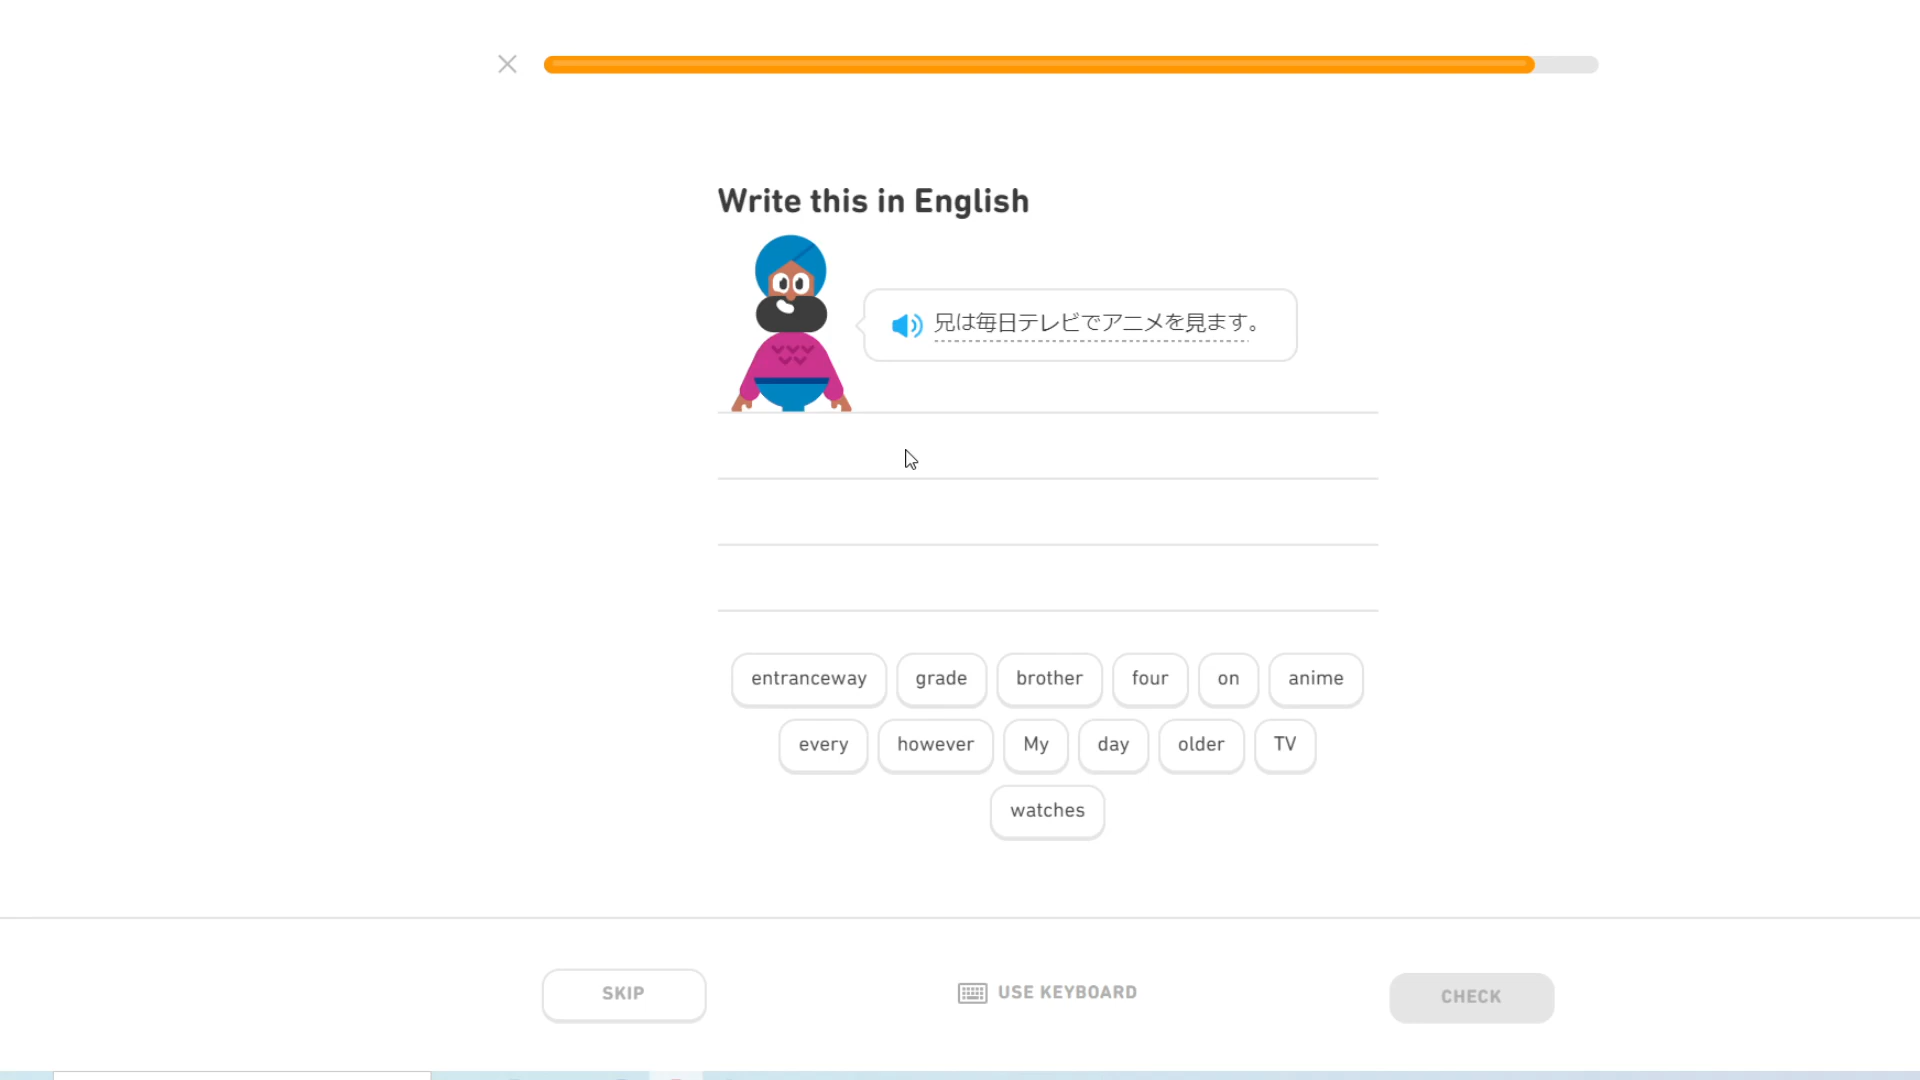 Write this in English
兄は毎日テレビでアニメを見ます。
entranceway grade brother four on anime
every however My day older TV
watches
SKIP USE KEYBOARD CHECK